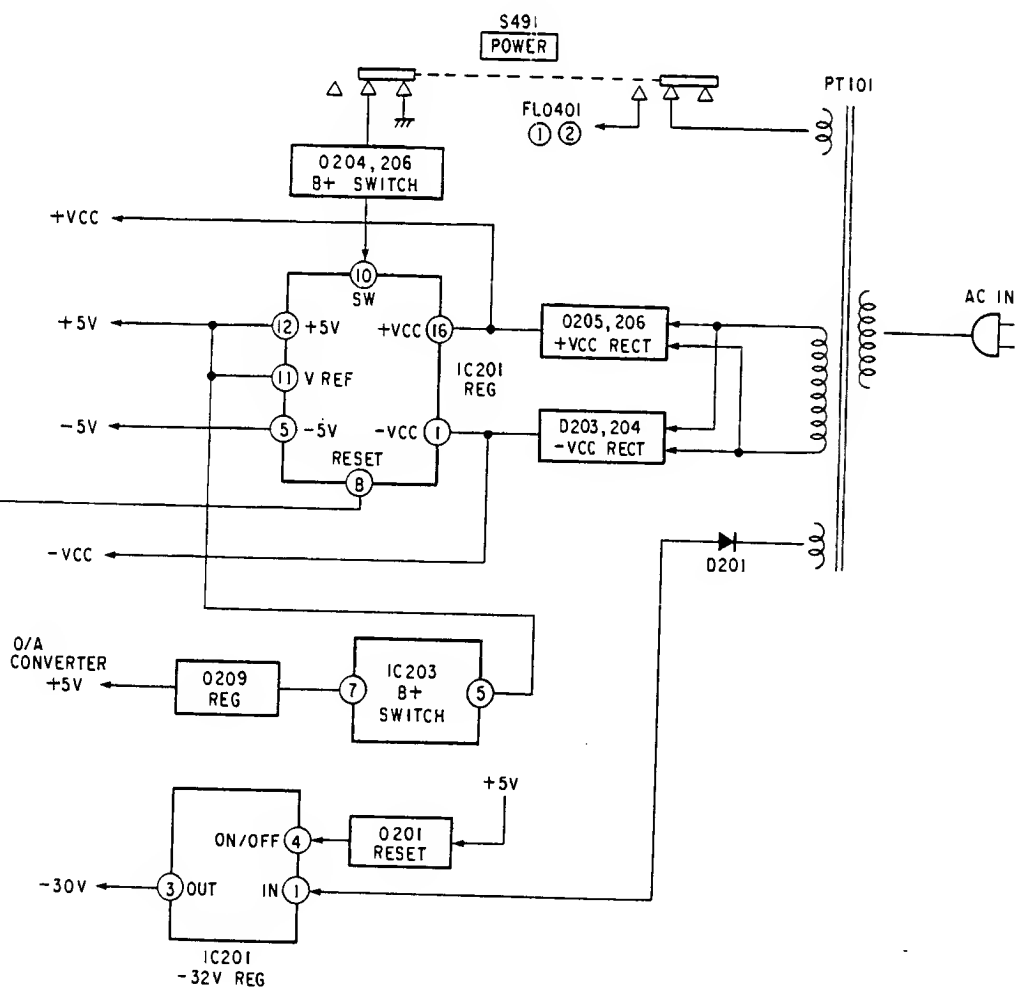 S491
POWER
PT101
FL0401
① ②
0204, 206
B+ SWITCH
+VCC
⑩
SW
AC IN
+5V
⑫ +5V
+VCC ⑯
0205, 206
+VCC RECT
⑪ V REF
IC201
REG
-5V
⑤ -5V
-VCC ①
D203, 204
-VCC RECT
RESET
⑧
-VCC
D201
O/A
CONVERTER
+5V
0209
REG
⑦
IC203
B+
SWITCH
⑤
+5V
ON/OFF ④
0201
RESET
-30V
③ OUT
IN ①
IC201
-32V REG